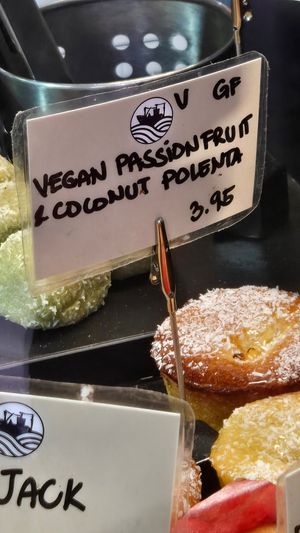 V GF
VEGAN PASSIONFRUIT
& COCONUT POLENTA
3.95
JACK